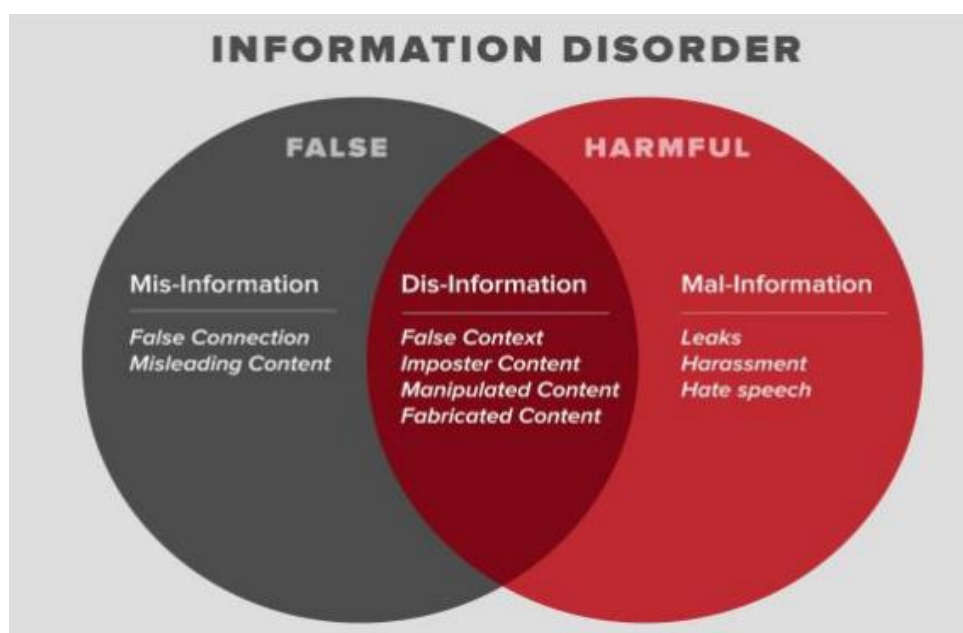 INFORMATION DISORDER
FALSE
HARMFUL
Mis-Information
False Connection
Misleading Content
Dis-Information
False Context
Imposter Content
Manipulated Content
Fabricated Content
Mal-Information
Leaks
Harassment
Hate speech